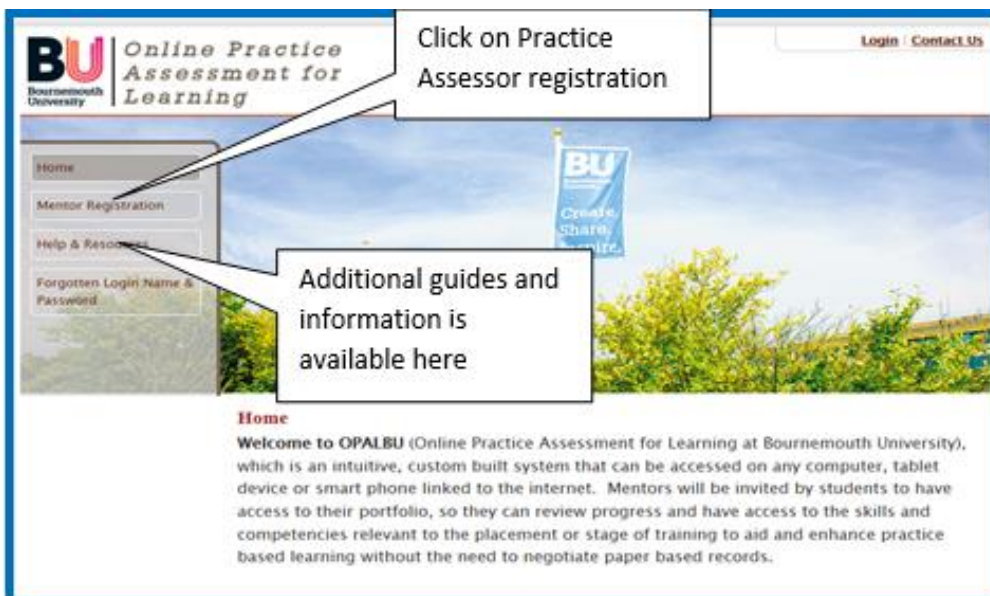 BU
Bournemouth
University
Online Practice
Assessment for
Learning
Click on Practice
Assessor registration
Login | Contact Us
Home
Mentor Registration
Help & Resources
Forgotten Login Name &
Password
BU
Create.
Share.
Inspire.
Additional guides and
information is
available here
Home
Welcome to OPALBU (Online Practice Assessment for Learning at Bournemouth University),
which is an intuitive, custom built system that can be accessed on any computer, tablet
device or smart phone linked to the internet. Mentors will be invited by students to have
access to their portfolio, so they can review progress and have access to the skills and
competencies relevant to the placement or stage of training to aid and enhance practice
based learning without the need to negotiate paper based records.